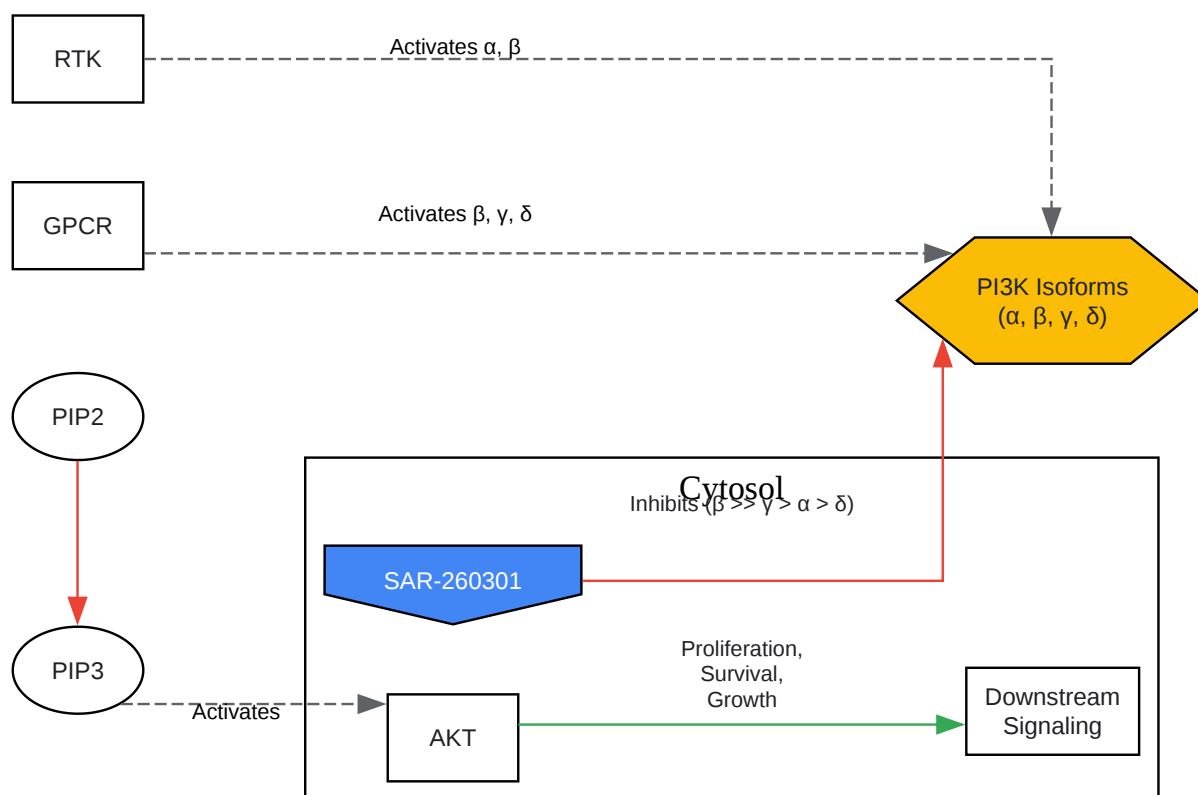 RTK
Activates α, β
GPCR
Activates β, γ, δ
PI3K Isoforms
(α, β, γ, δ)
PIP2
Cytosol
Inhibits (β >> γ > α > δ)
SAR-260301
PIP3
Activates
Proliferation,
Survival,
Growth
AKT
Downstream
Signaling